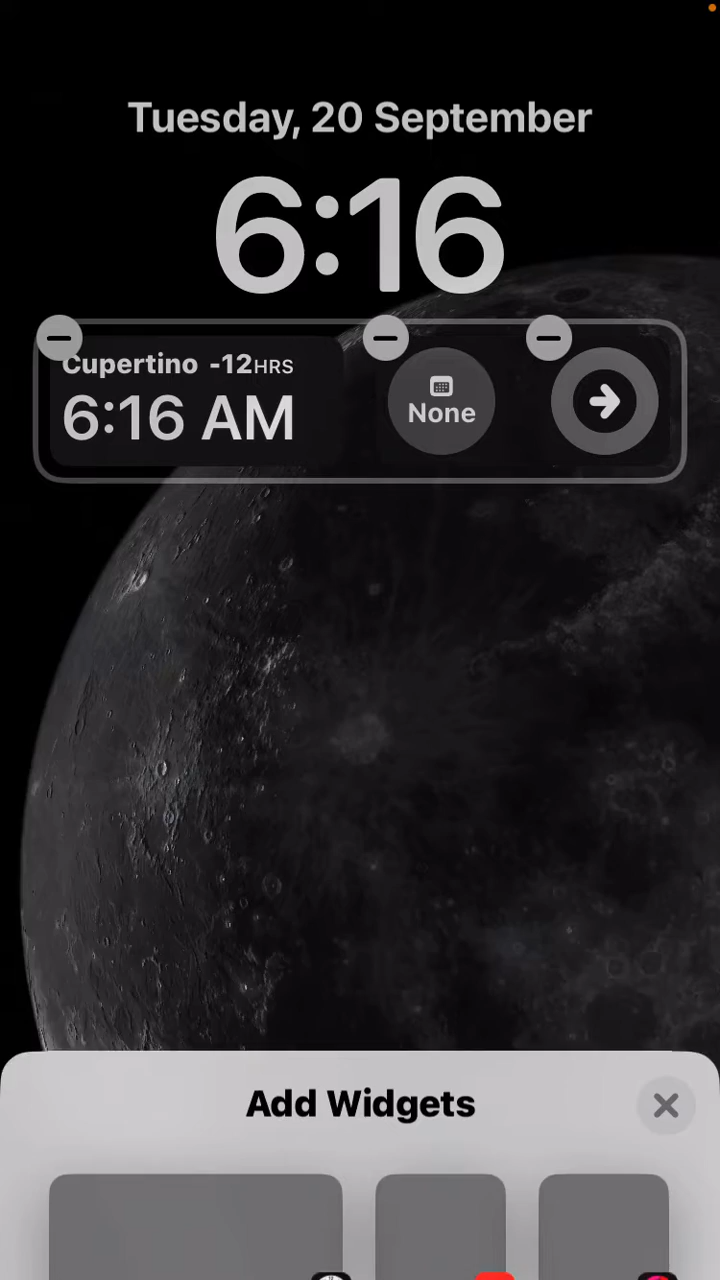 Tuesday, 20 September
6:16
Cupertino -12HRS
6:16 AM
None
Add Widgets